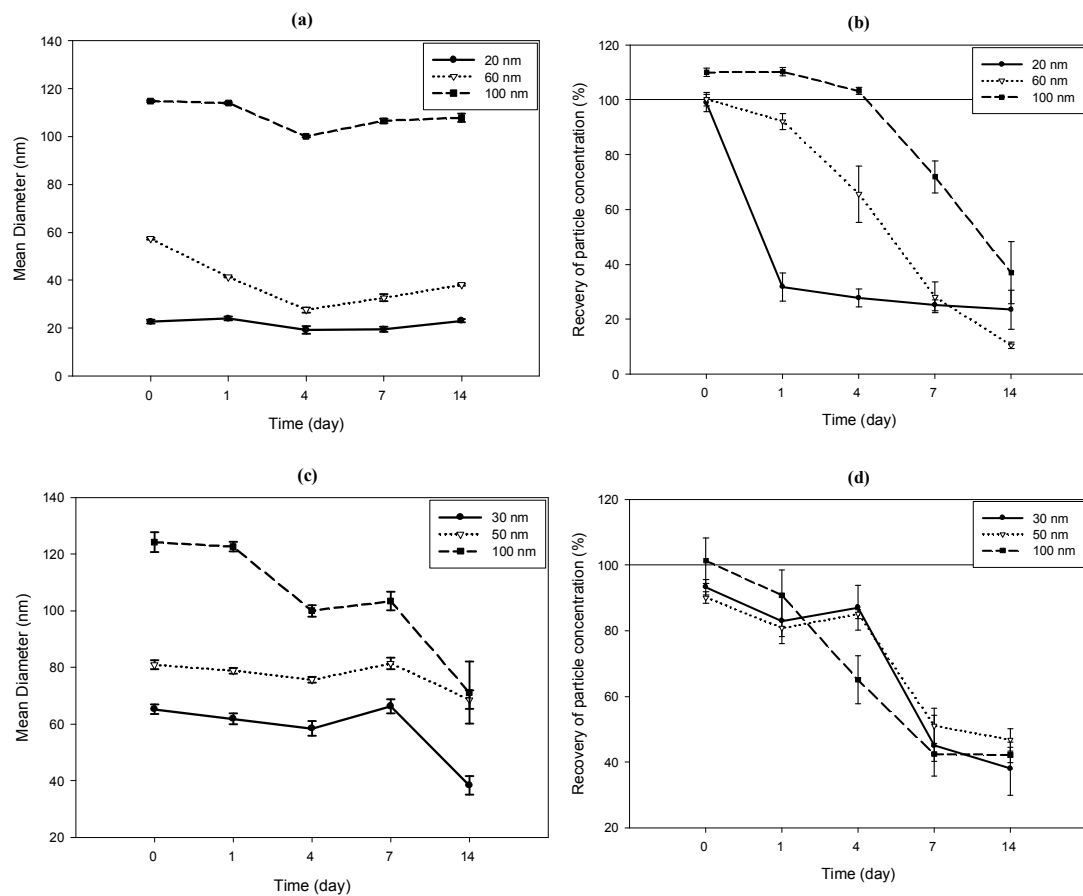 (a)
140
120
100
80
60
40
20
0
Mean Diameter (nm)
20 nm
60 nm
100 nm
0 1 4 7 14
Time (day)
(b)
120
100
80
60
40
20
0
Recvery of particle concentration (%)
20 nm
60 nm
100 nm
0 1 4 7 14
Time (day)
(c)
140
120
100
80
60
40
20
Mean Diameter (nm)
30 nm
50 nm
100 nm
0 1 4 7 14
Time (day)
(d)
120
100
80
60
40
20
Recovery of particle concentration (%)
30 nm
50 nm
100 nm
0 1 4 7 14
Time (day)